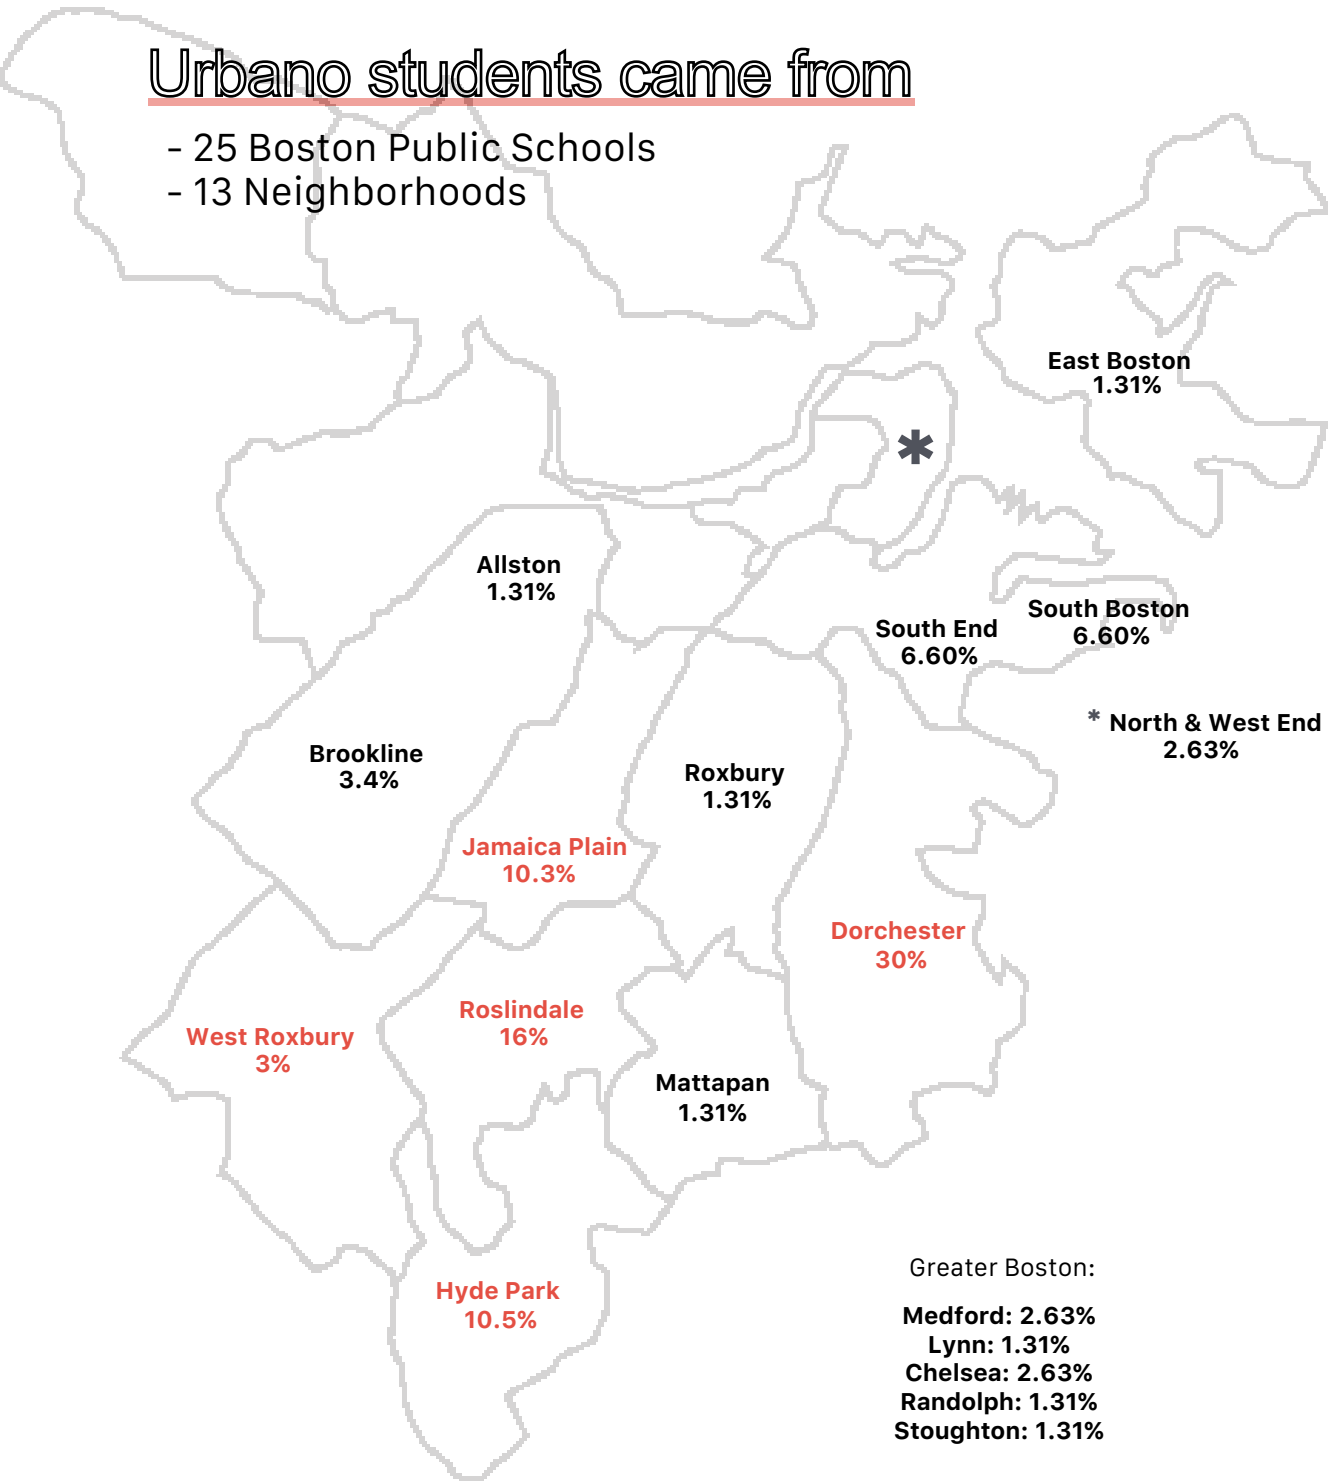 Urbano students came from
- 25 Boston Public Schools
- 13 Neighborhoods
East Boston
1.31%
*
Allston
1.31%
South Boston
6.60%
South End
6.60%
* North & West End
2.63%
Brookline
3.4%
Roxbury
1.31%
Jamaica Plain
10.3%
Dorchester
30%
Roslindale
16%
West Roxbury
3%
Mattapan
1.31%
Hyde Park
10.5%
Greater Boston:
Medford: 2.63%
Lynn: 1.31%
Chelsea: 2.63%
Randolph: 1.31%
Stoughton: 1.31%